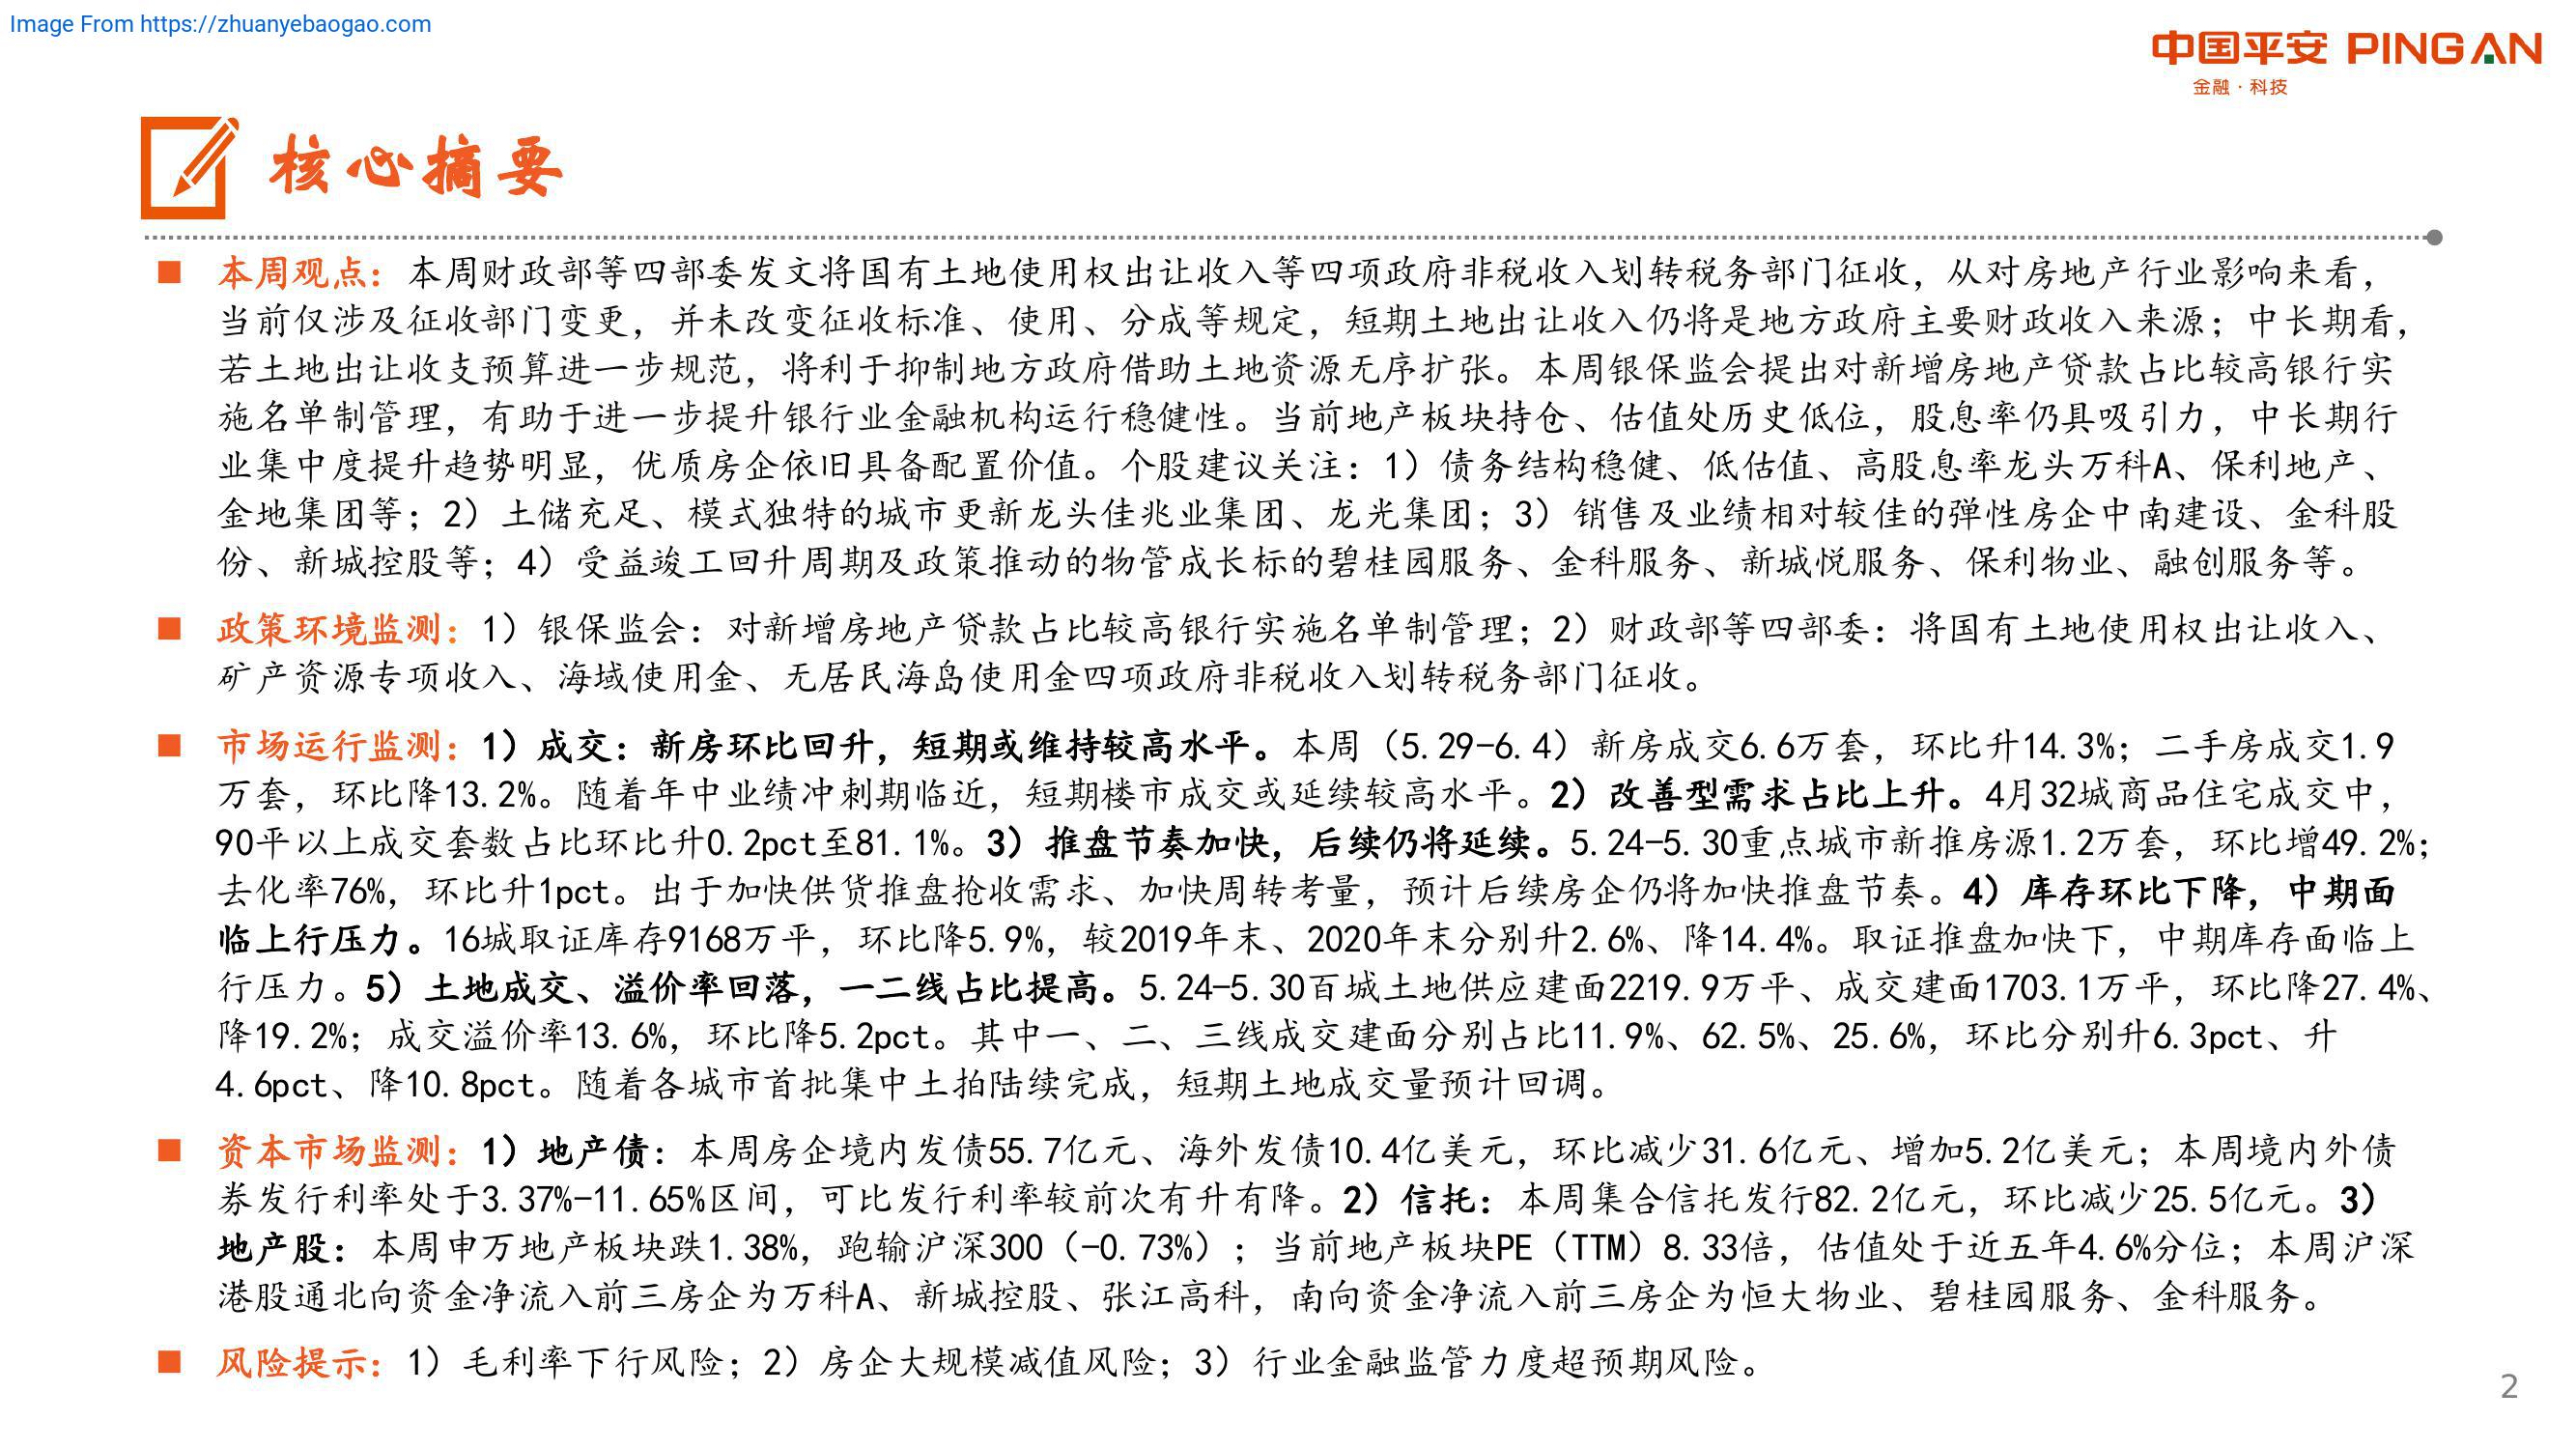 Image From https://zhuanyebaogao.com
中国平安 PINGAN
金融·科技
核心摘要
■ 本周观点：本周财政部等四部委发文将国有土地使用权出让收入等四项政府非税收入划转税务部门征收，从对房地产行业影响来看，
当前仅涉及征收部门变更，并未改变征收标准、使用、分成等规定，短期土地出让收入仍将是地方政府主要财政收入来源；中长期看，
若土地出让收支预算进一步规范，将利于抑制地方政府借助土地资源无序扩张。本周银保监会提出对新增房地产贷款占比较高银行实
施名单制管理，有助于进一步提升银行业金融机构运行稳健性。当前地产板块持仓、估值处历史低位，股息率仍具吸引力，中长期行
业集中度提升趋势明显，优质房企依旧具备配置价值。个股建议关注：1）债务结构稳健、低估值、高股息率龙头万科A、保利地产、
金地集团等；2）土储充足、模式独特的城市更新龙头佳兆业集团、龙光集团；3）销售及业绩相对较佳的弹性房企中南建设、金科股
份、新城控股等；4）受益竣工回升周期及政策推动的物管成长标的碧桂园服务、金科服务、新城悦服务、保利物业、融创服务等。
■ 政策环境监测：1）银保监会：对新增房地产贷款占比较高银行实施名单制管理；2）财政部等四部委：将国有土地使用权出让收入、
矿产资源专项收入、海域使用金、无居民海岛使用金四项政府非税收入划转税务部门征收。
■ 市场运行监测：1）成交：新房环比回升，短期或维持较高水平。本周（5.29-6.4）新房成交6.6万套，环比升14.3%；二手房成交1.9
万套，环比降13.2%。随着年中业绩冲刺期临近，短期楼市成交或延续较高水平。2）改善型需求占比上升。4月32城商品住宅成交中，
90平以上成交套数占比环比升0.2pct至81.1%。3）推盘节奏加快，后续仍将延续。5.24-5.30重点城市新推房源1.2万套，环比增49.2%；
去化率76%，环比升1pct。出于加快供货推盘抢收需求、加快周转考量，预计后续房企仍将加快推盘节奏。4）库存环比下降，中期面
临上行压力。16城取证库存9168万平，环比降5.9%，较2019年末、2020年末分别升2.6%、降14.4%。取证推盘加快下，中期库存面临上
行压力。5）土地成交、溢价率回落，一二线占比提高。5.24-5.30百城土地供应建面2219.9万平、成交建面1703.1万平，环比降27.4%、
降19.2%；成交溢价率13.6%，环比降5.2pct。其中一、二、三线成交建面分别占比11.9%、62.5%、25.6%，环比分别升6.3pct、升
4.6pct、降10.8pct。随着各城市首批集中土拍陆续完成，短期土地成交量预计回调。
■ 资本市场监测：1）地产债：本周房企境内发债55.7亿元、海外发债10.4亿美元，环比减少31.6亿元、增加5.2亿美元；本周境内外债
券发行利率处于3.37%-11.65%区间，可比发行利率较前次有升有降。2）信托：本周集合信托发行82.2亿元，环比减少25.5亿元。3）
地产股：本周申万地产板块跌1.38%，跑输沪深300（-0.73%）；当前地产板块PE（TTM）8.33倍，估值处于近五年4.6%分位；本周沪深
港股通北向资金净流入前三房企为万科A、新城控股、张江高科，南向资金净流入前三房企为恒大物业、碧桂园服务、金科服务。
■ 风险提示：1）毛利率下行风险；2）房企大规模减值风险；3）行业金融监管力度超预期风险。
2